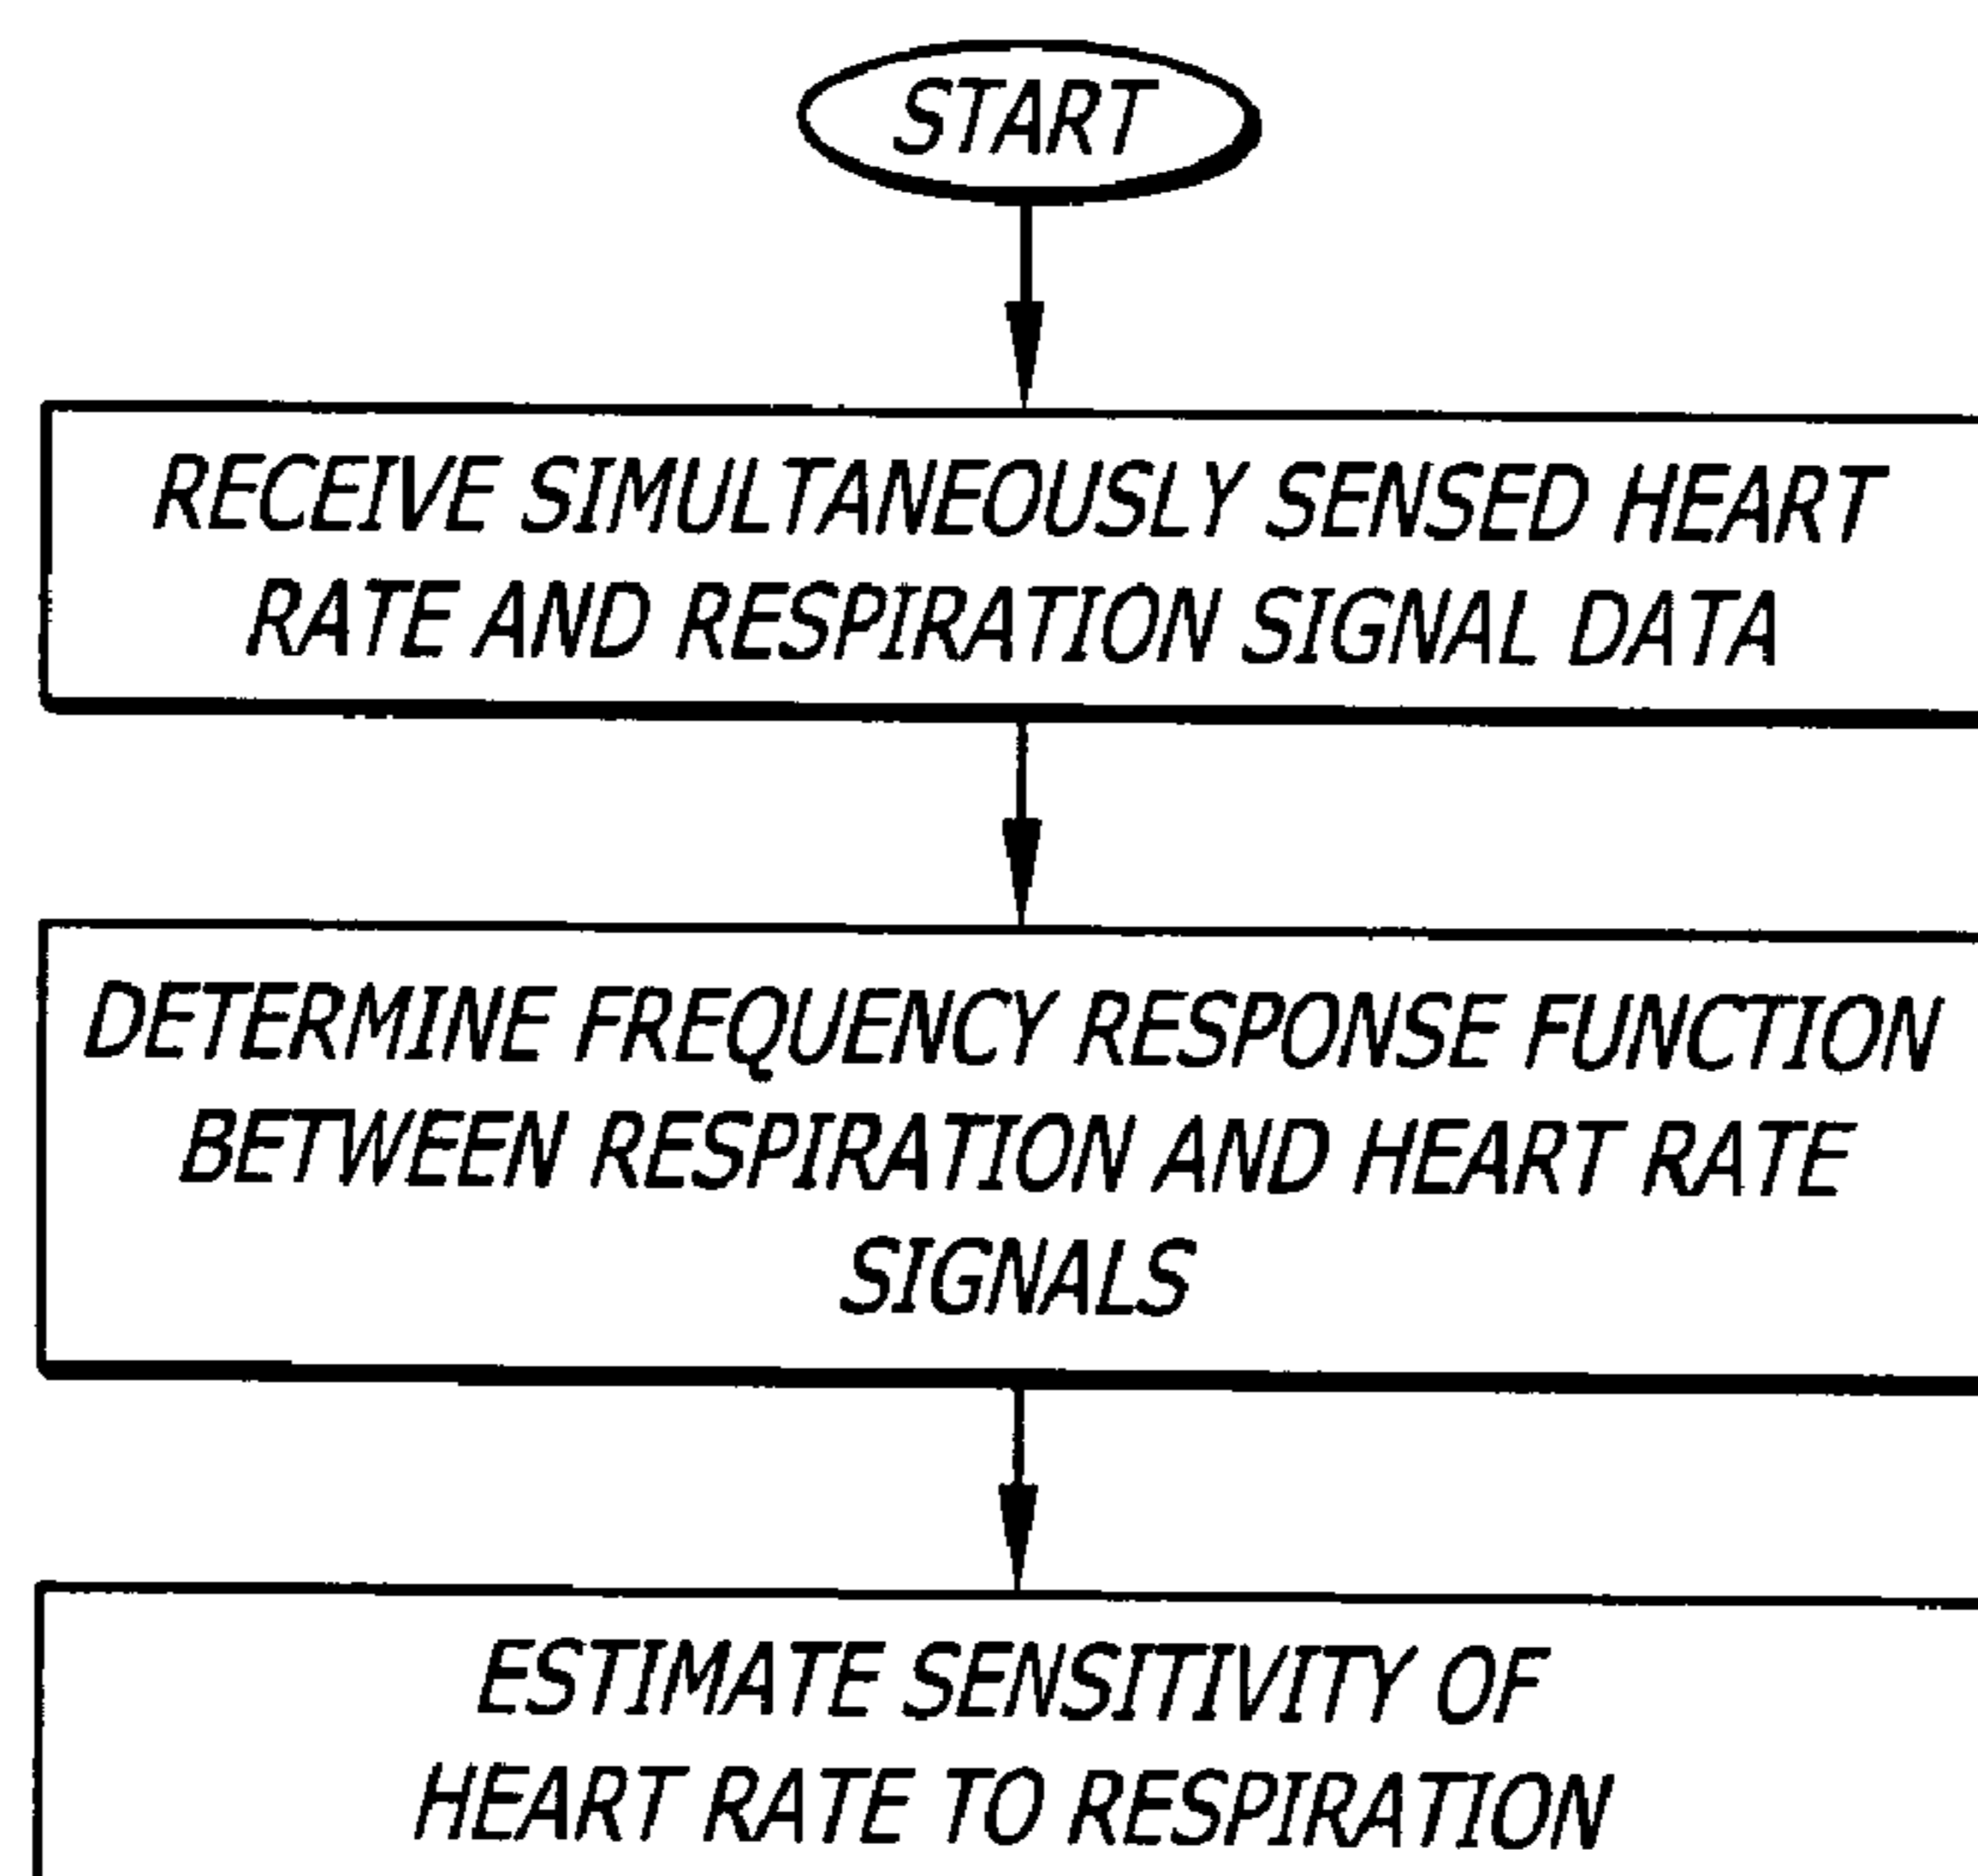 START
RECEIVE SIMULTANEOUSLY SENSED HEART
RATE AND RESPIRATION SIGNAL DATA
DETERMINE FREQUENCY RESPONSE FUNCTION
BETWEEN RESPIRATION AND HEART RATE
SIGNALS
ESTIMATE SENSITIVITY OF
HEART RATE TO RESPIRATION